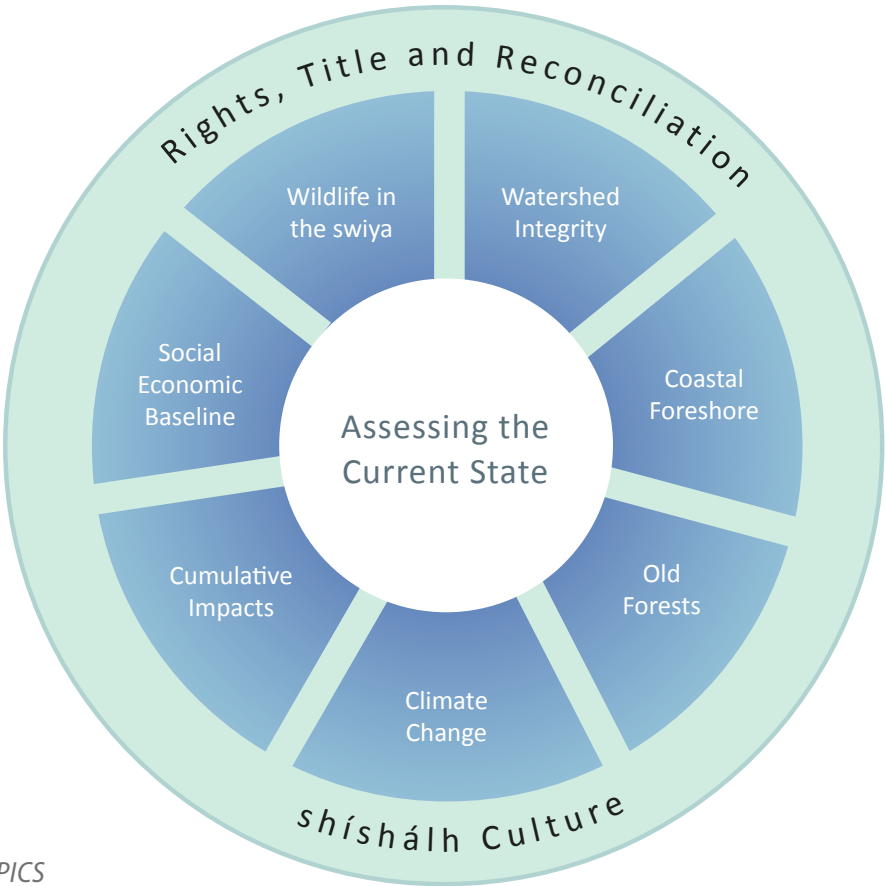 Rights, Title and Reconciliation
Wildlife in
the swiya
Watershed
Integrity
Social
Economic
Baseline
Coastal
Foreshore
Assessing the
Current State
Cumulative
Impacts
Old
Forests
Climate
Change
shíshálh Culture
PICS